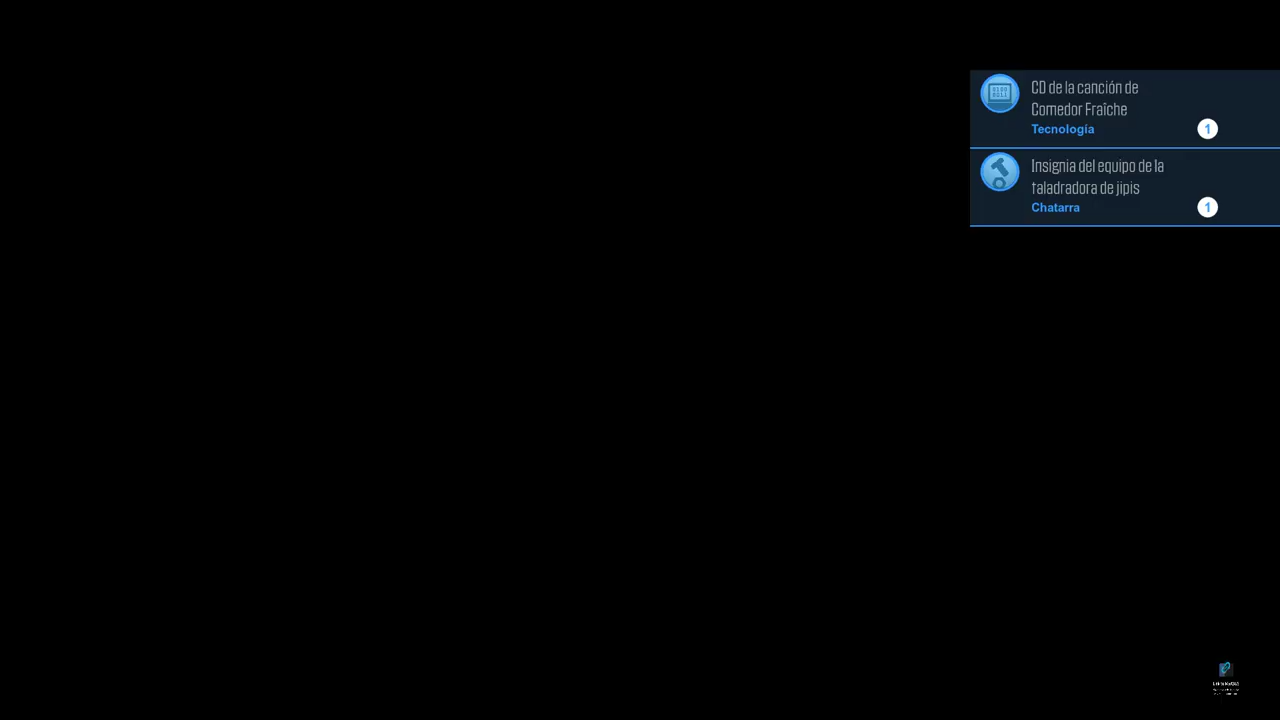 CD de la canción de
Comedor Fraîche
Tecnología
1
Insignia del equipo de la
taladradora de jipis
Chatarra
1